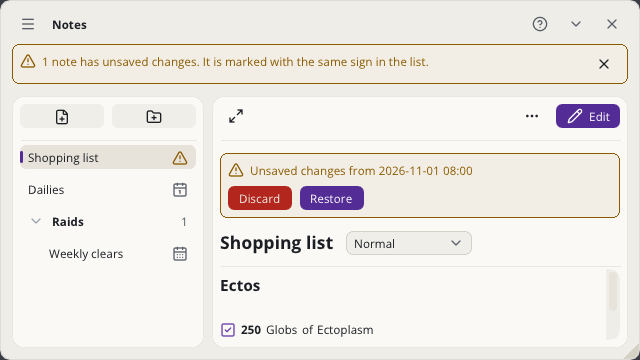 Notes
1 note has unsaved changes. It is marked with the same sign in the list.
Edit
Shopping list
Dailies
1
Raids 1
Weekly clears
Unsaved changes from 2026-11-01 08:00
Discard Restore
Shopping list Normal
Ectos
250 Globs of Ectoplasm